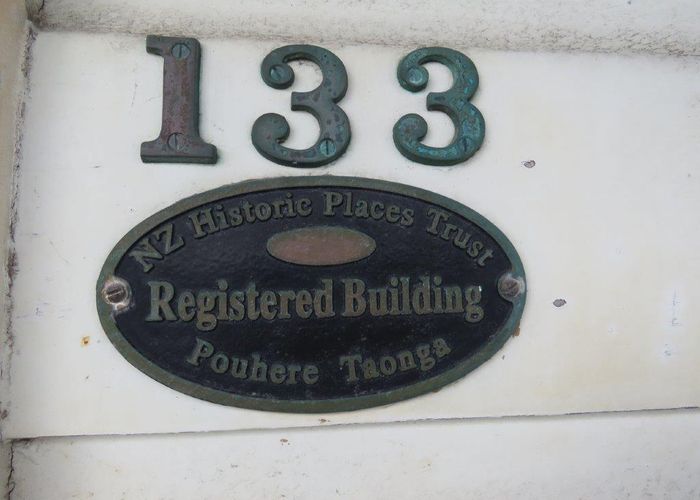 133
NZ Historic Places Trust
Registered Building
Pouhere Taonga